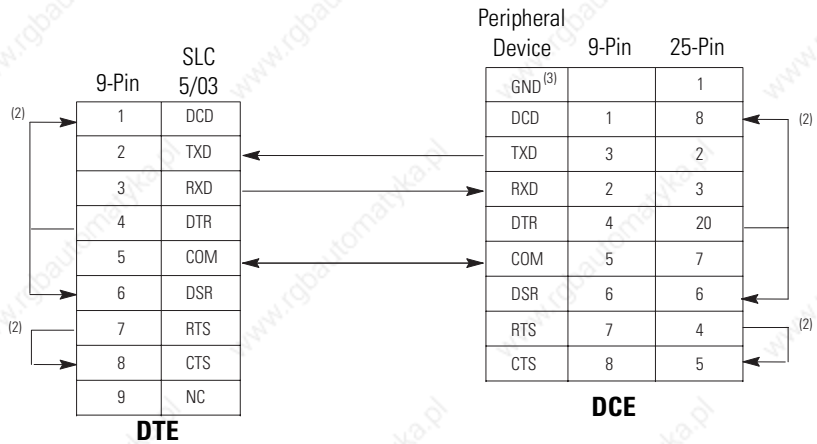 Peripheral
Device 9-Pin 25-Pin
SLC
9-Pin 5/03
GND(3) 1
(2) 1 DCD
DCD 1 8 (2)
2 TXD
TXD 3 2
3 RXD
RXD 2 3
4 DTR
DTR 4 20
5 COM
COM 5 7
6 DSR
DSR 6 6
(2) 7 RTS
RTS 7 4 (2)
8 CTS
CTS 8 5
9 NC
DTE
DCE
www.rgbautomatyka.pl